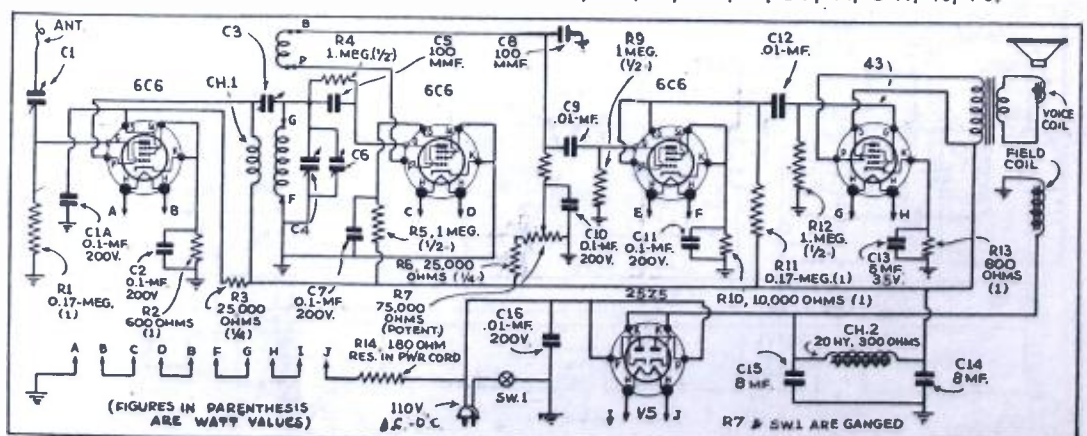 ANT.
C1
C3
B
P
R4
1 MEG.(½)
C5
100
MMF.
C8
100
MMF.
R9
1 MEG.
(½)
C12
.01-MF.
43
6C6
CH.1
6C6
C9
.01-MF.
6C6
VOICE
COIL
FIELD
COIL
G
F
C6
C4
A
B
C
D
E
F
G
H
C1A
0.1-MF.
200V.
C2
0.1-MF.
200V
R1
0.17-MEG.
(1)
R2
600 OHMS
(1)
R3
25,000
OHMS
(¼)
C7
0.1-MF.
200V.
R5, 1 MEG.
(½)
R6, 25,000
OHMS (¼)
R7
75,000
OHMS
(POTENT.)
C10
0.1-MF.
200V.
C11
0.1-MF.
200V.
R10, 10,000 OHMS (1)
R11
0.17-MEG.(1)
R12
1 MEG.
(½)
C13
5 MF.
35V.
R13
800
OHMS
(1)
A B C D B F G H I J
R14, 180 OHM
RES. IN PWR CORD
C16
.01-MF.
200V.
25Z5
CH.2
20 HY, 300 OHMS
C15
8 MF.
C14
8 MF.
(FIGURES IN PARENTHESIS
ARE WATT VALUES)
110V.
A.C.-D.C.
SW.1
I
V5
J
R7 & SW.1 ARE GANGED